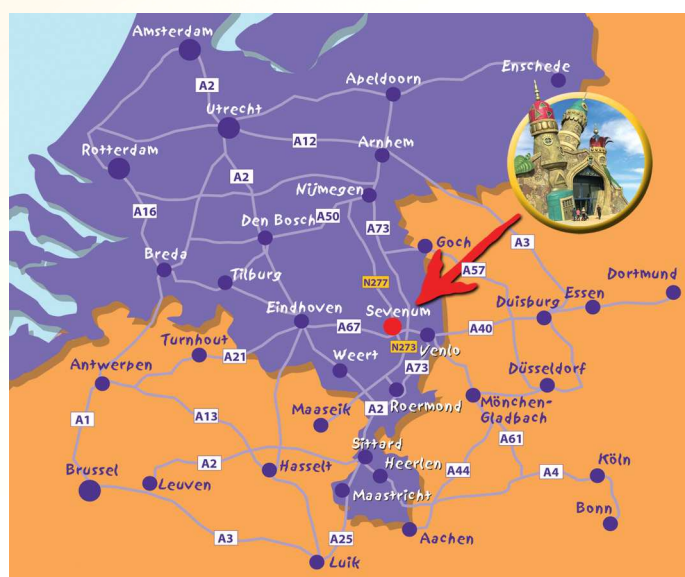 Amsterdam
Enschede
Apeldoorn
A2
Utrecht
A12
Arnhem
Rotterdam
A2
Nijmegen
A16
Den Bosch
A50
A73
A3
Goch
Breda
Tilburg
N277
A57
Dortmund
Essen
Duisburg
Eindhoven
Sevenum
A67
A40
Turnhout
N273
Venlo
A21
Weert
A73
Düsseldorf
Antwerpen
Roermond
Mönchen-
Gladbach
Maaseik
A2
A1
A13
A61
Sittard
Brussel
A2
Hasselt
Heerlen
A44
A4
Köln
Leuven
Maastricht
Bonn
A3
A25
Aachen
Luik